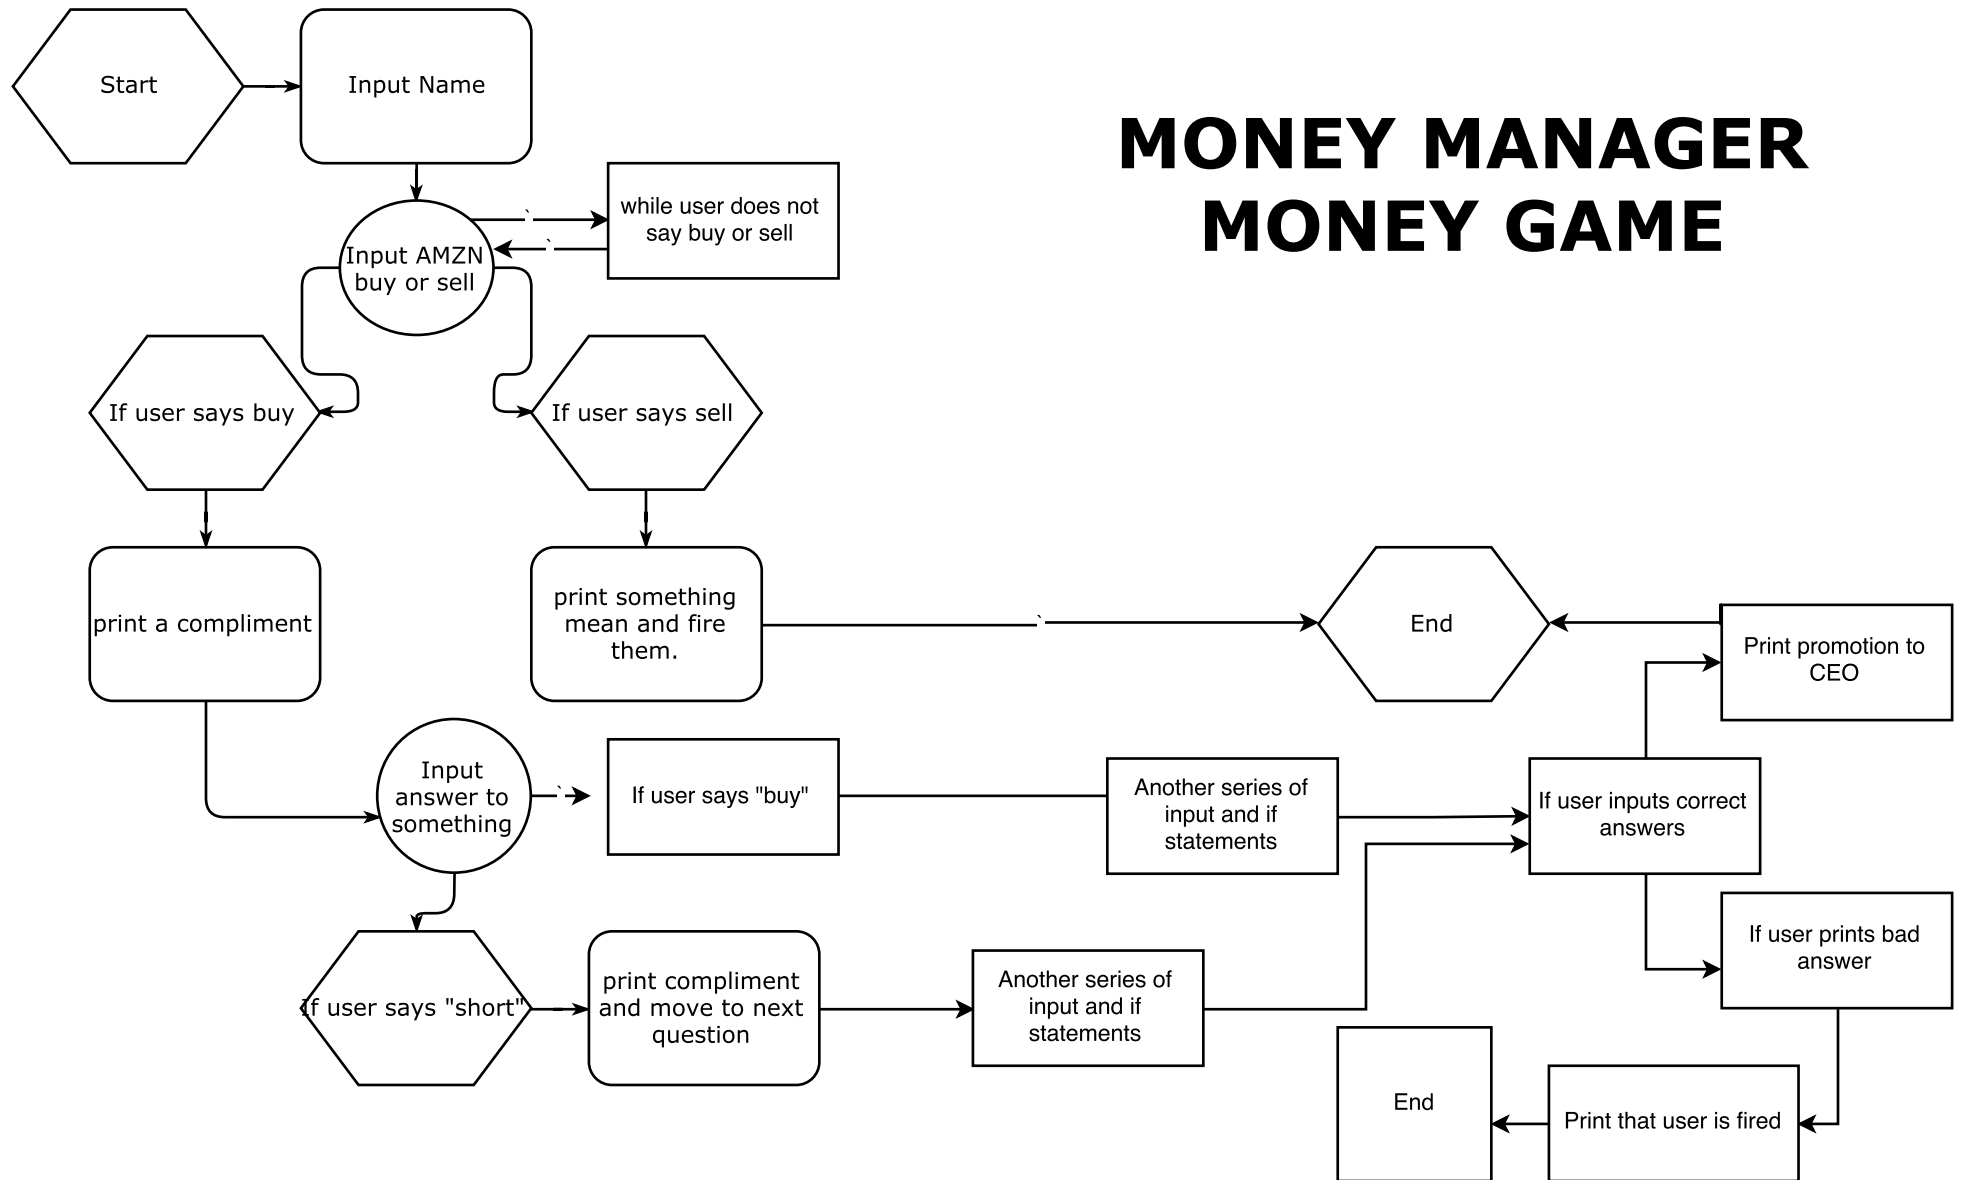 Start
Input Name
MONEY MANAGER
MONEY GAME
while user does not
say buy or sell
Input AMZN
buy or sell
If user says buy
If user says sell
print a compliment
print something
mean and fire
them.
End
Print promotion to
CEO
Input
answer to
something
If user says "buy"
Another series of
input and if
statements
If user inputs correct
answers
If user prints bad
answer
If user says "short"
print compliment
and move to next
question
Another series of
input and if
statements
End
Print that user is fired